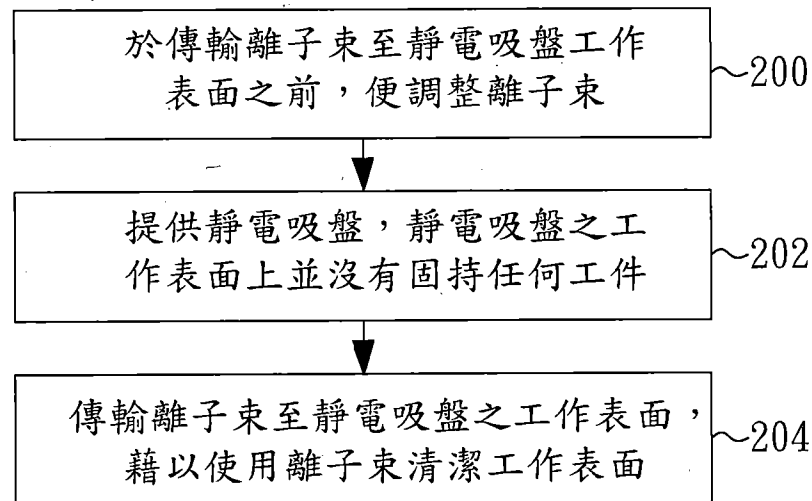 於傳輸離子束至靜電吸盤工作
表面之前，便調整離子束
200
提供靜電吸盤，靜電吸盤之工
作表面上並沒有固持任何工件
202
傳輸離子束至靜電吸盤之工作表面，
藉以使用離子束清潔工作表面
204